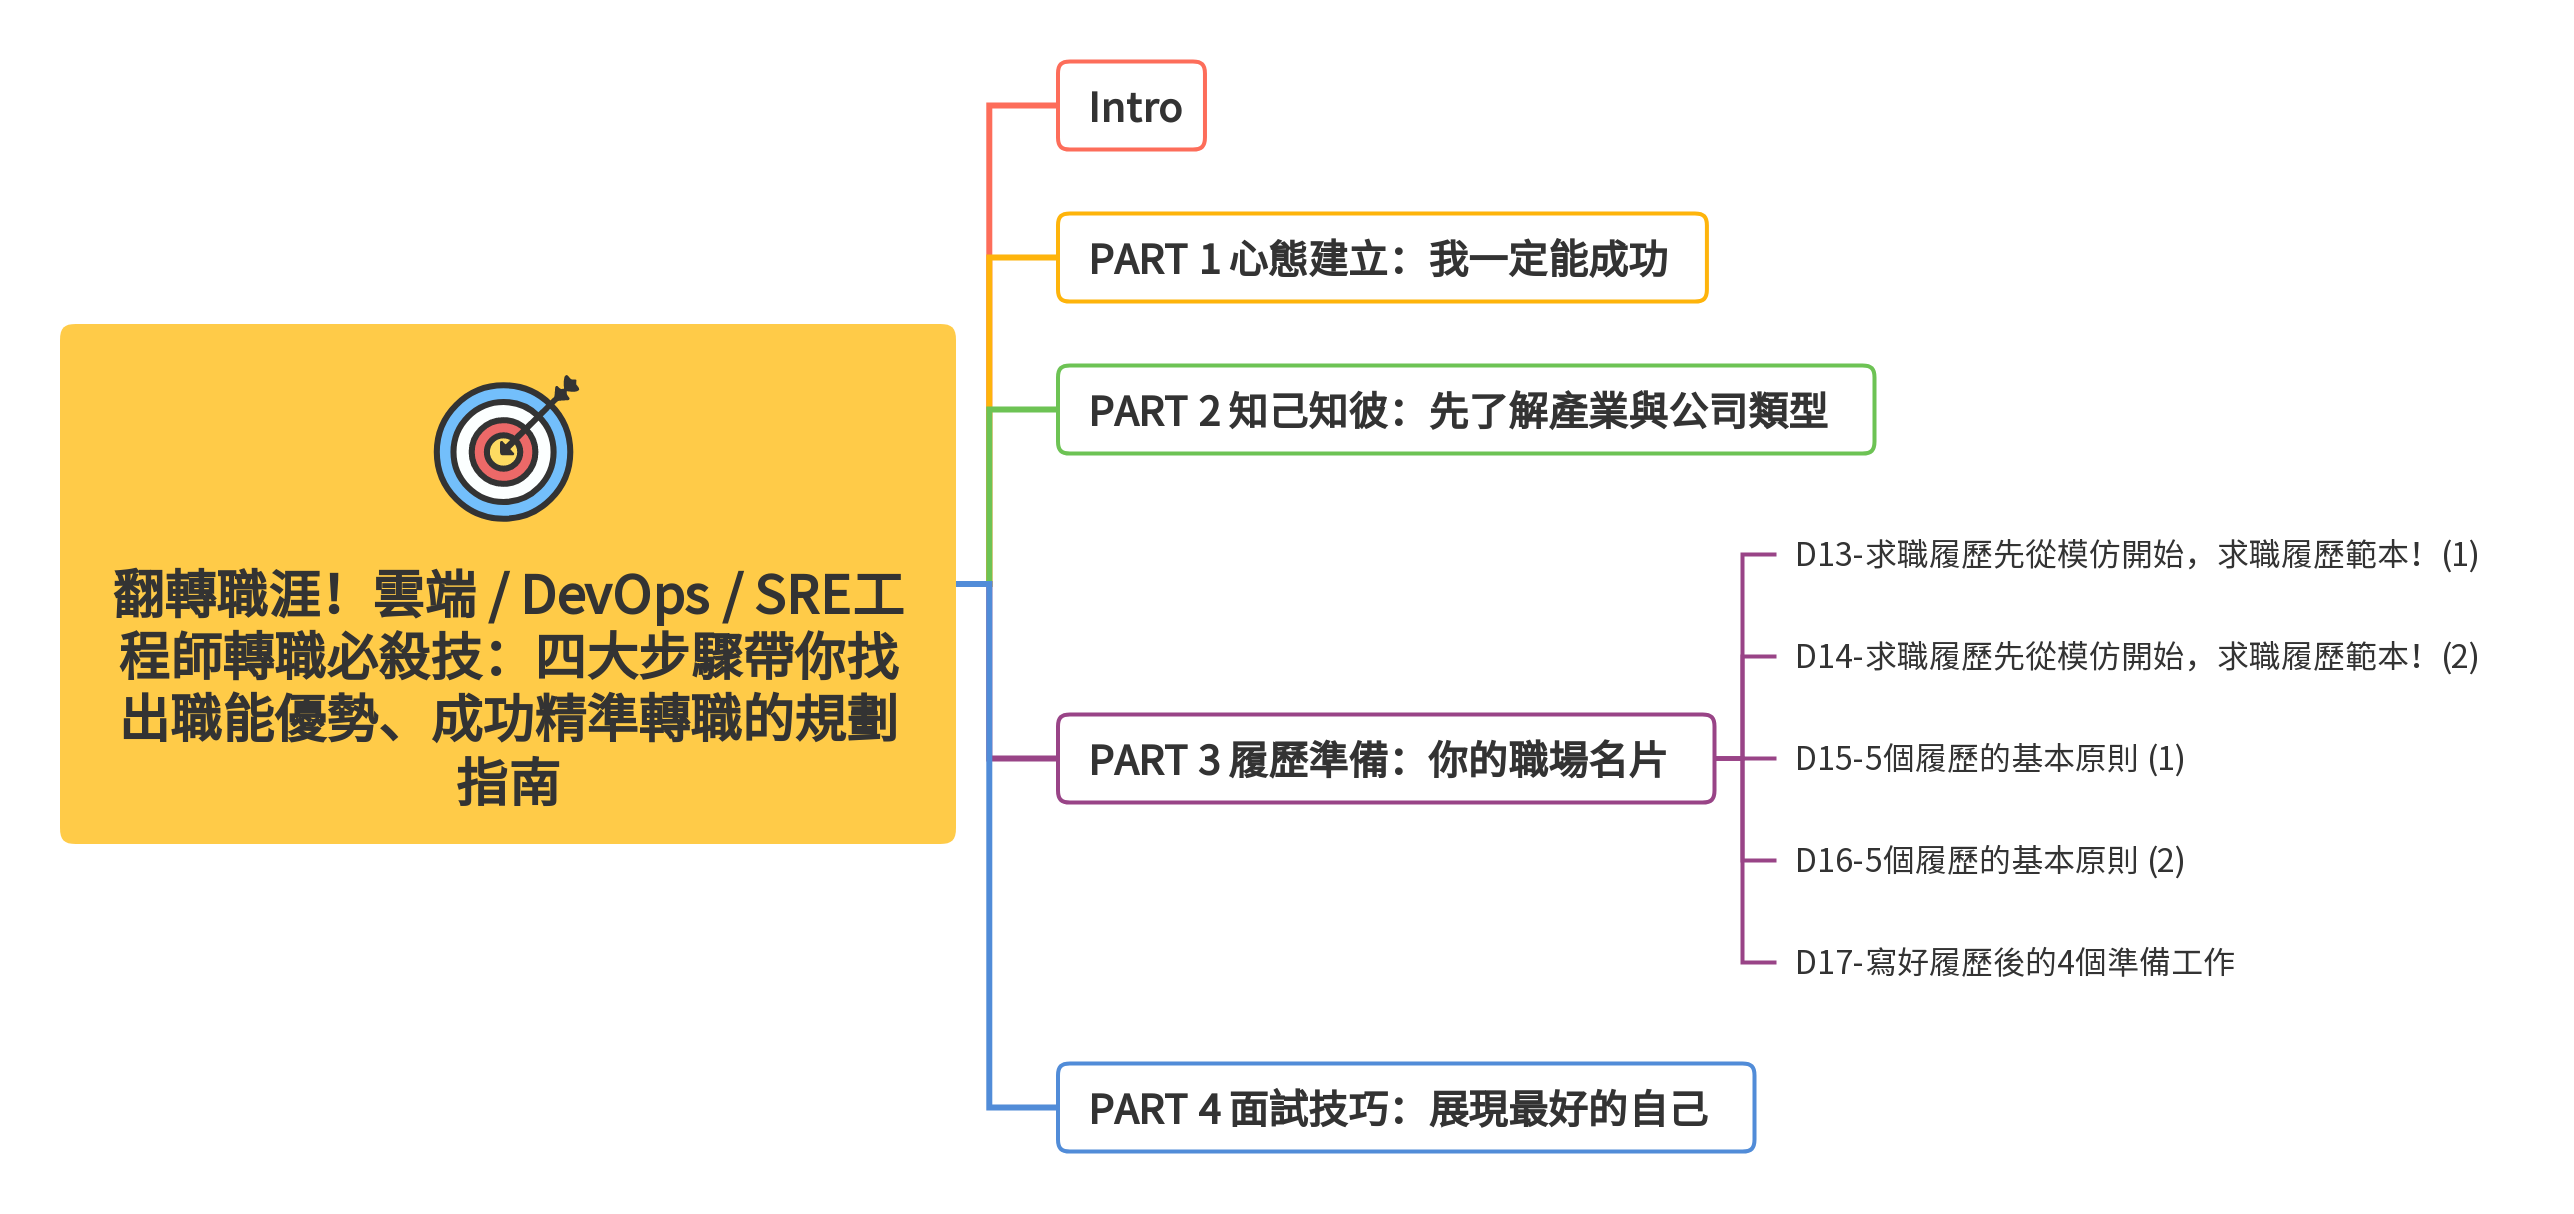 翻轉職涯！雲端 / DevOps / SRE工
程師轉職必殺技：四大步驟帶你找
出職能優勢、成功精準轉職的規劃
指南
Intro
PART 1 心態建立：我一定能成功
PART 2 知己知彼：先了解產業與公司類型
PART 3 履歷準備：你的職場名片
D13-求職履歷先從模仿開始，求職履歷範本！(1)
D14-求職履歷先從模仿開始，求職履歷範本！(2)
D15-5個履歷的基本原則 (1)
D16-5個履歷的基本原則 (2)
D17-寫好履歷後的4個準備工作
PART 4 面試技巧：展現最好的自己